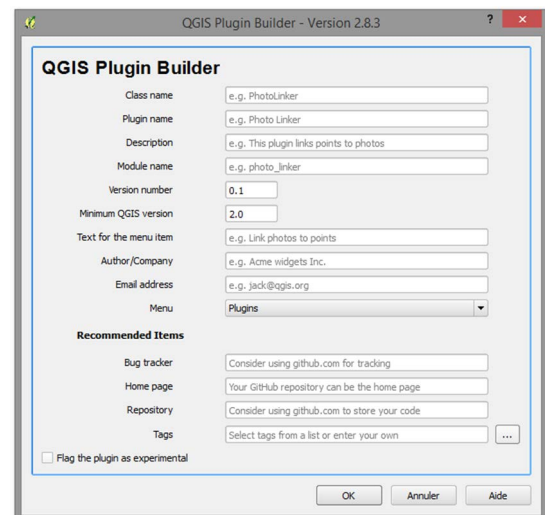 QGIS Plugin Builder - Version 2.8.3
?
×
QGIS Plugin Builder
Class name e.g. PhotoLinker
Plugin name e.g. Photo Linker
Description e.g. This plugin links points to photos
Module name e.g. photo_linker
Version number 0.1
Minimum QGIS version 2.0
Text for the menu item e.g. Link photos to points
Author/Company e.g. Acme widgets Inc.
Email address e.g. jack@qgis.org
Menu Plugins
Recommended Items
Bug tracker Consider using github.com for tracking
Home page Your GitHub repository can be the home page
Repository Consider using github.com to store your code
Tags Select tags from a list or enter your own ...
Flag the plugin as experimental
OK Annuler Aide